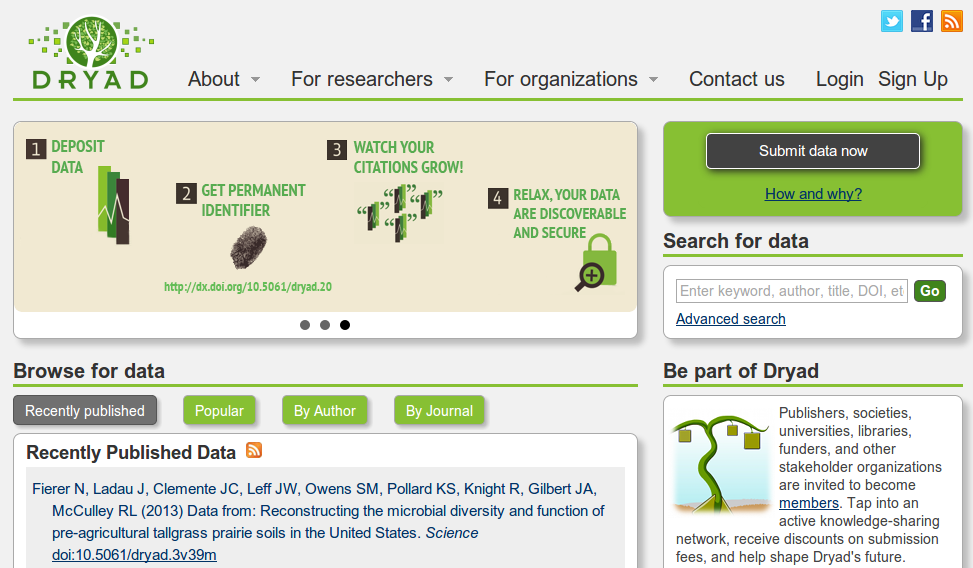 DRYAD
About
For researchers
For organizations
Contact us
Login
Sign Up
1 DEPOSIT
DATA
2 GET PERMANENT
IDENTIFIER
http://dx.doi.org/10.5061/dryad.20
3 WATCH YOUR
CITATIONS GROW!
4 RELAX, YOUR DATA
ARE DISCOVERABLE
AND SECURE
Submit data now
How and why?
Search for data
Enter keyword, author, title, DOI, et
Go
Advanced search
Browse for data
Recently published
Popular
By Author
By Journal
Recently Published Data
Fierer N, Ladau J, Clemente JC, Leff JW, Owens SM, Pollard KS, Knight R, Gilbert JA,
McCulley RL (2013) Data from: Reconstructing the microbial diversity and function of
pre-agricultural tallgrass prairie soils in the United States. Science
doi:10.5061/dryad.3v39m
Be part of Dryad
Publishers, societies,
universities, libraries,
funders, and other
stakeholder organizations
are invited to become
members. Tap into an
active knowledge-sharing
network, receive discounts on submission
fees, and help shape Dryad's future.